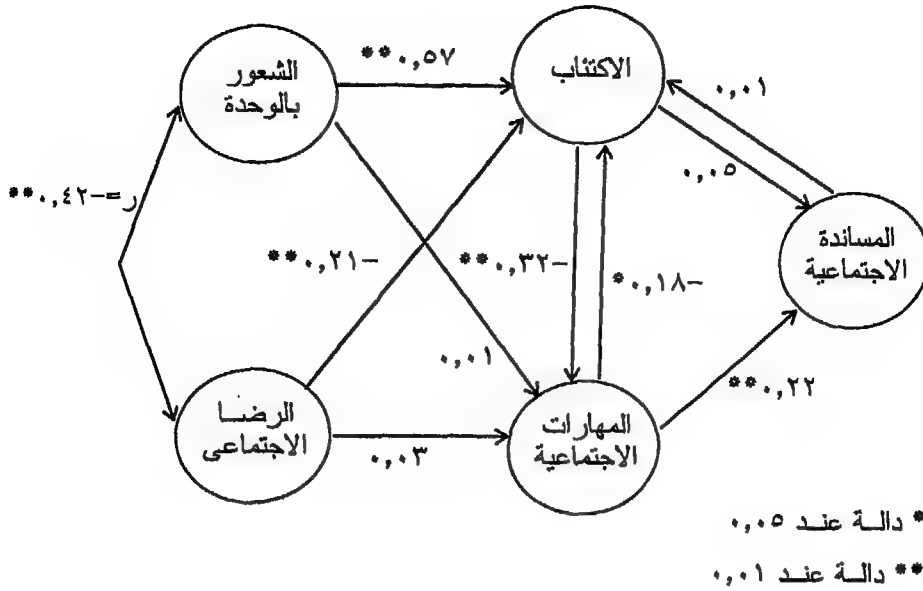 الشعور
بالوحدة
٠,٥٧**
الاكتئاب
٠,٠١
٠,٠٥
ر=-٠,٤٢**
المساندة
الاجتماعية
-٠,٢١**
-٠,٣٢**
-٠,١٨*
٠,٠١
٠,٢٢**
الرضا
الاجتماعى
٠,٠٣
المهارات
الاجتماعية
* دالة عند ٠,٠٥
** دالة عند ٠,٠١